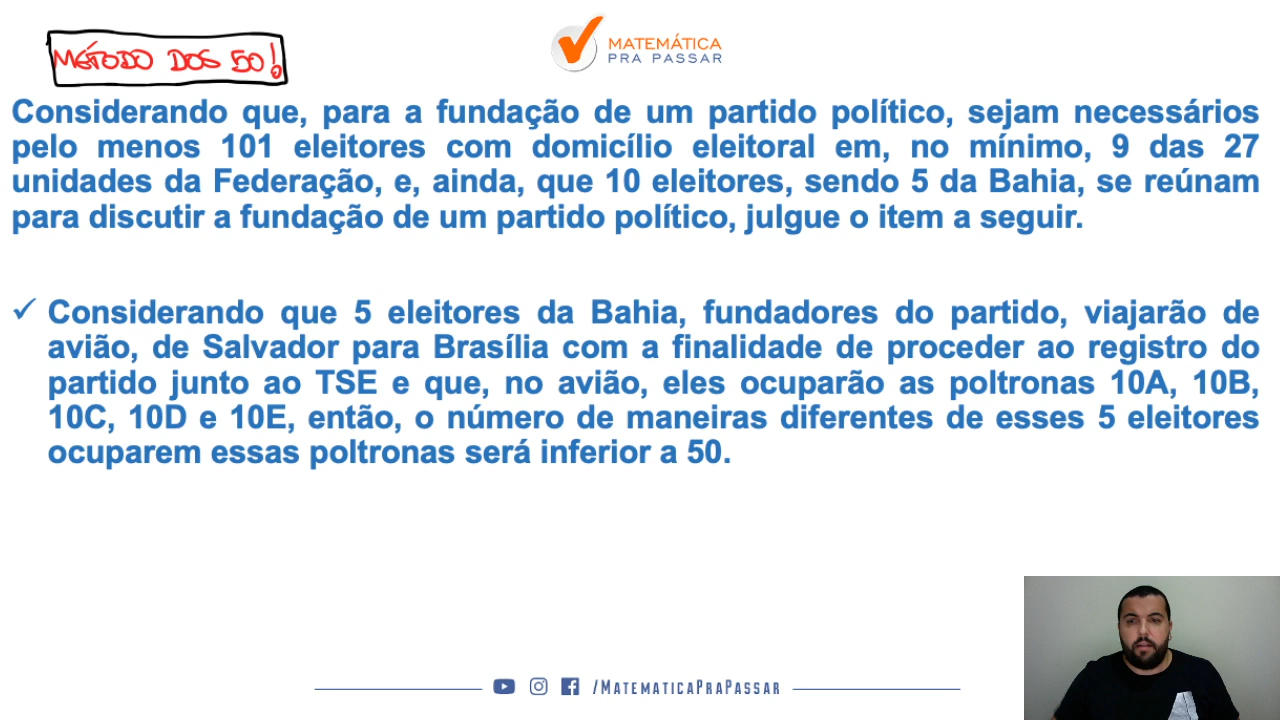 MÉTODO DOS 50!
MATEMÁTICA
PRA PASSAR
Considerando que, para a fundação de um partido político, sejam necessários
pelo menos 101 eleitores com domicílio eleitoral em, no mínimo, 9 das 27
unidades da Federação, e, ainda, que 10 eleitores, sendo 5 da Bahia, se reúnam
para discutir a fundação de um partido político, julgue o item a seguir.
✓ Considerando que 5 eleitores da Bahia, fundadores do partido, viajarão de
avião, de Salvador para Brasília com a finalidade de proceder ao registro do
partido junto ao TSE e que, no avião, eles ocuparão as poltronas 10A, 10B,
10C, 10D e 10E, então, o número de maneiras diferentes de esses 5 eleitores
ocuparem essas poltronas será inferior a 50.
/MATEMATICAPRAPASSAR